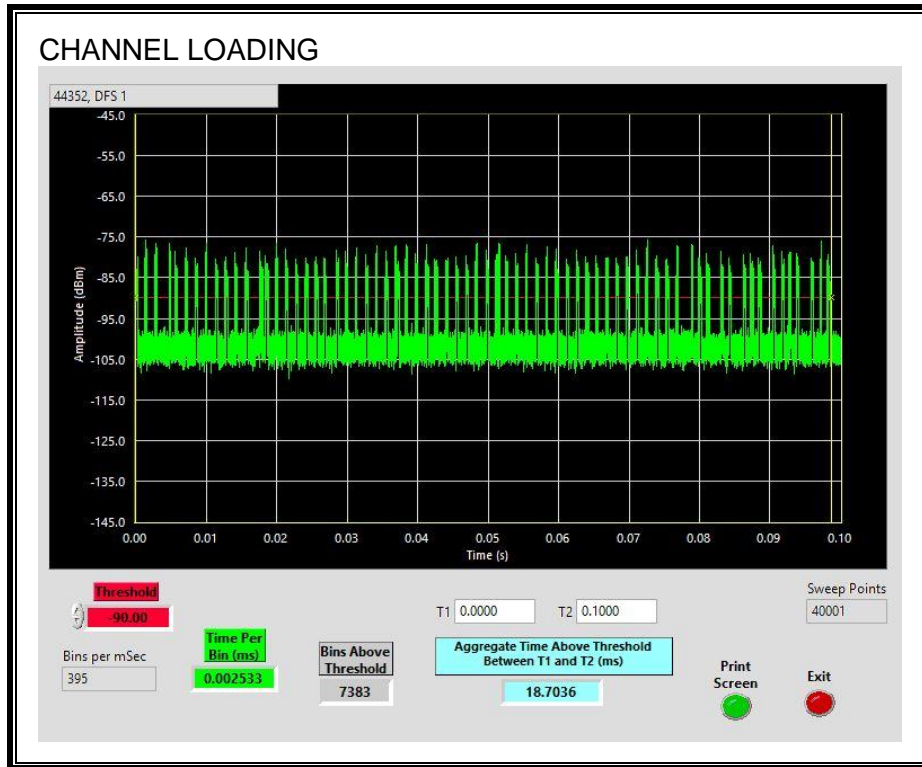 CHANNEL LOADING
44352, DFS 1
-45.0
-55.0
-65.0
-75.0
-85.0
-95.0
-105.0
-115.0
-125.0
-135.0
-145.0
Amplitude (dBm)
0.00 0.01 0.02 0.03 0.04 0.05 0.06 0.07 0.08 0.09 0.10
Time (s)
Threshold
-90.00
Bins per mSec
395
Time Per
Bin (ms)
0.002533
Bins Above
Threshold
7383
T1 0.0000 T2 0.1000
Aggregate Time Above Threshold
Between T1 and T2 (ms)
18.7036
Sweep Points
40001
Print
Screen
Exit